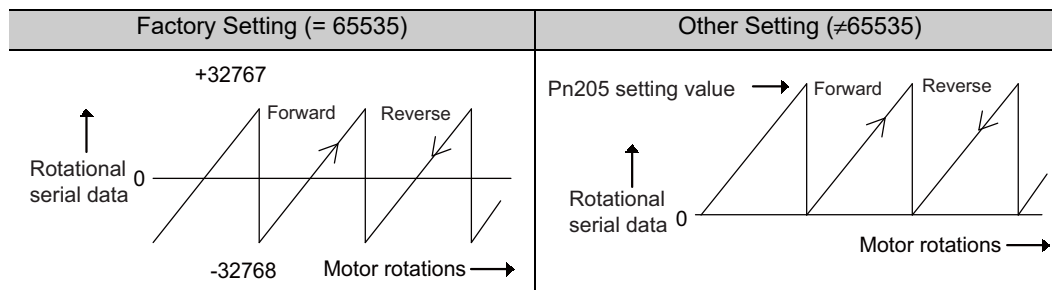 Factory Setting (= 65535)
+32767
Forward
Reverse
Rotational
serial data
0
-32768
Motor rotations
Other Setting (≠65535)
Pn205 setting value
Forward
Reverse
Rotational
serial data
0
Motor rotations